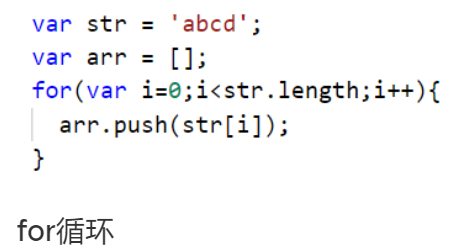 var str = 'abcd';
var arr = [];
for(var i=0;i<str.length;i++){
  arr.push(str[i]);
}
for循环